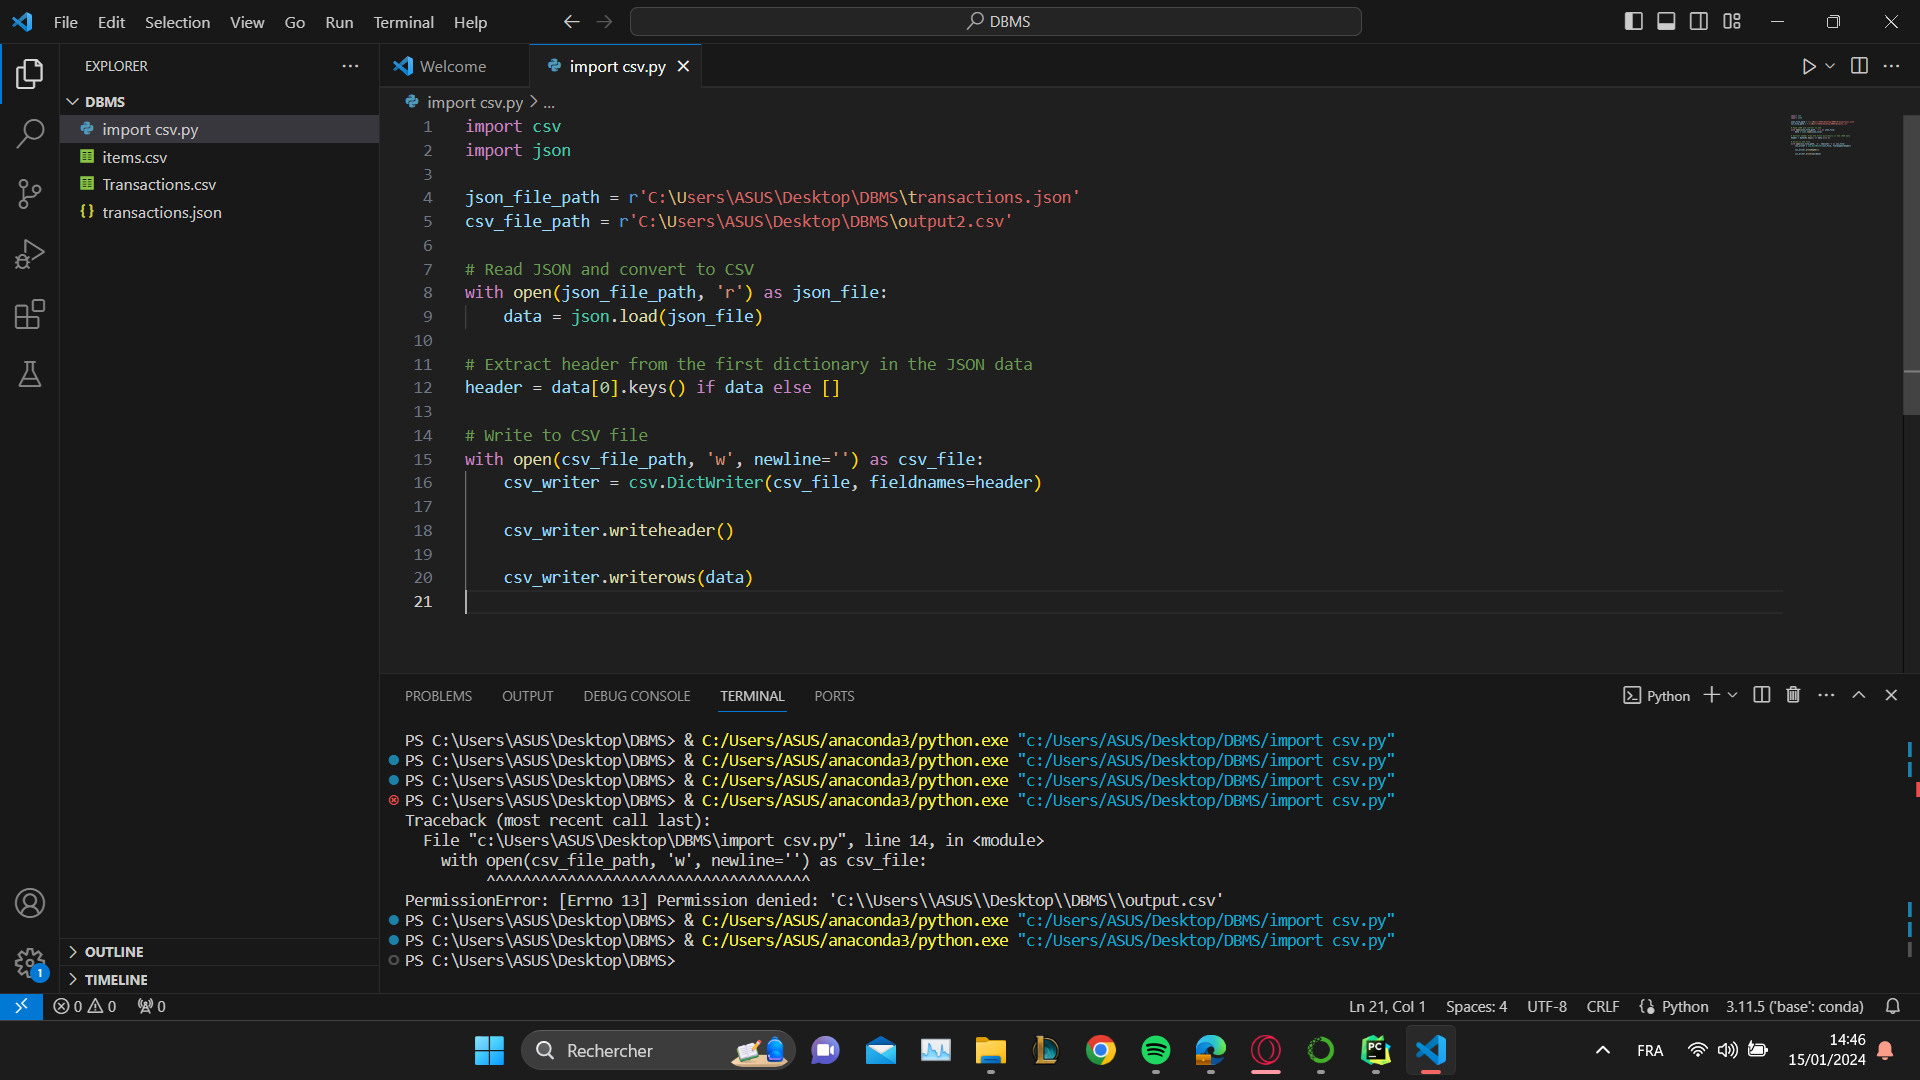 File Edit Selection View Go Run Terminal Help
DBMS
EXPLORER
DBMS
import csv.py
items.csv
Transactions.csv
transactions.json
OUTLINE
TIMELINE
Welcome
import csv.py
import csv.py > ...
1 import csv
2 import json
3
4 json_file_path = r'C:\Users\ASUS\Desktop\DBMS\transactions.json'
5 csv_file_path = r'C:\Users\ASUS\Desktop\DBMS\output2.csv'
6
7 # Read JSON and convert to CSV
8 with open(json_file_path, 'r') as json_file:
9     data = json.load(json_file)
10
11 # Extract header from the first dictionary in the JSON data
12 header = data[0].keys() if data else []
13
14 # Write to CSV file
15 with open(csv_file_path, 'w', newline='') as csv_file:
16     csv_writer = csv.DictWriter(csv_file, fieldnames=header)
17
18     csv_writer.writeheader()
19
20     csv_writer.writerows(data)
21
PROBLEMS OUTPUT DEBUG CONSOLE TERMINAL PORTS
Python
PS C:\Users\ASUS\Desktop\DBMS> & C:/Users/ASUS/anaconda3/python.exe "c:/Users/ASUS/Desktop/DBMS/import csv.py"
PS C:\Users\ASUS\Desktop\DBMS> & C:/Users/ASUS/anaconda3/python.exe "c:/Users/ASUS/Desktop/DBMS/import csv.py"
PS C:\Users\ASUS\Desktop\DBMS> & C:/Users/ASUS/anaconda3/python.exe "c:/Users/ASUS/Desktop/DBMS/import csv.py"
PS C:\Users\ASUS\Desktop\DBMS> & C:/Users/ASUS/anaconda3/python.exe "c:/Users/ASUS/Desktop/DBMS/import csv.py"
Traceback (most recent call last):
  File "c:\Users\ASUS\Desktop\DBMS\import csv.py", line 14, in <module>
    with open(csv_file_path, 'w', newline='') as csv_file:
         ^^^^^^^^^^^^^^^^^^^^^^^^^^^^^^^^^^^^
PermissionError: [Errno 13] Permission denied: 'C:\\Users\\ASUS\\Desktop\\DBMS\\output.csv'
PS C:\Users\ASUS\Desktop\DBMS> & C:/Users/ASUS/anaconda3/python.exe "c:/Users/ASUS/Desktop/DBMS/import csv.py"
PS C:\Users\ASUS\Desktop\DBMS> & C:/Users/ASUS/anaconda3/python.exe "c:/Users/ASUS/Desktop/DBMS/import csv.py"
PS C:\Users\ASUS\Desktop\DBMS>
1
0 0 0
Ln 21, Col 1 Spaces: 4 UTF-8 CRLF Python 3.11.5 ('base': conda)
Rechercher
PC
FRA
14:46
15/01/2024